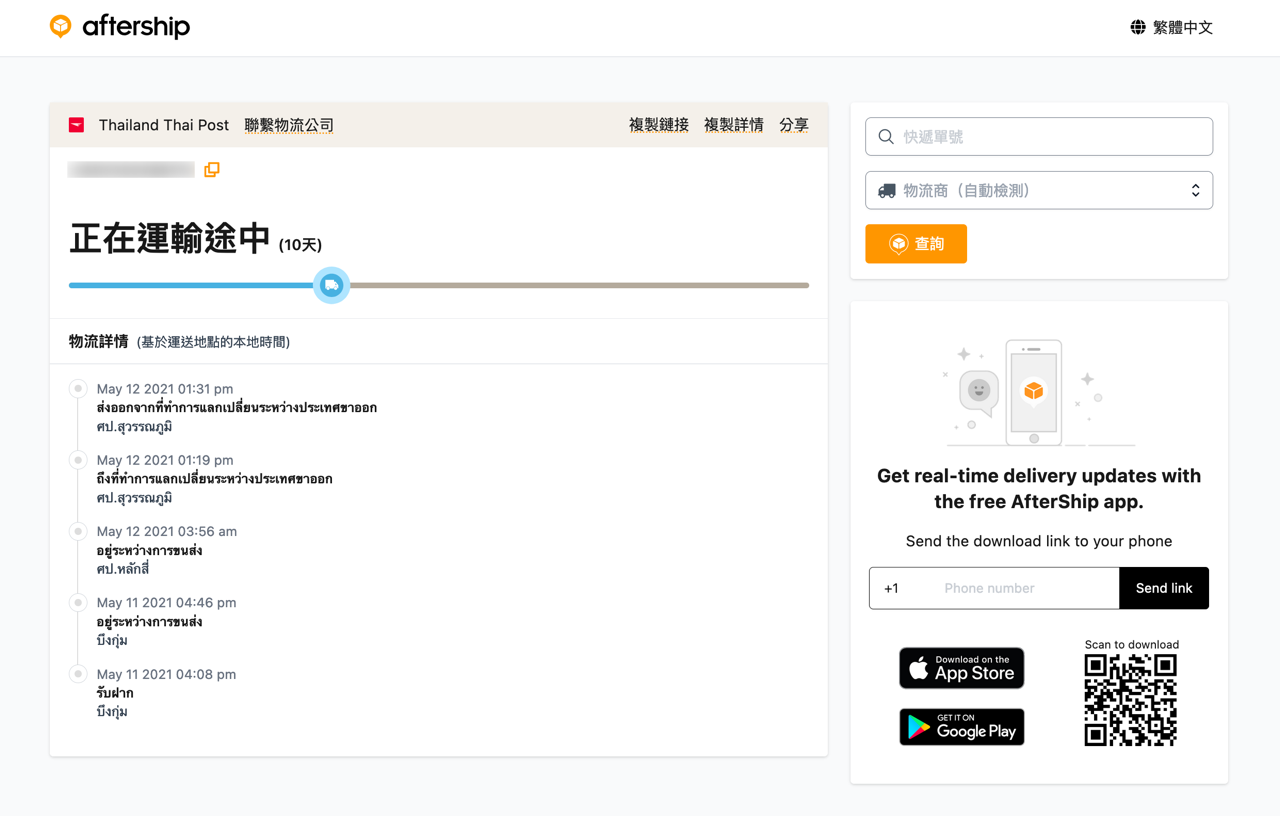 aftership
繁體中文
Thailand Thai Post 聯繫物流公司
複製鏈接 複製詳情 分享
正在運輸途中 (10天)
物流詳情 (基於運送地點的本地時間)
May 12 2021 01:31 pm
ส่งออกจากที่ทำการแลกเปลี่ยนระหว่างประเทศขาออก
ศป.สุวรรณภูมิ
May 12 2021 01:19 pm
ถึงที่ทำการแลกเปลี่ยนระหว่างประเทศขาออก
ศป.สุวรรณภูมิ
May 12 2021 03:56 am
อยู่ระหว่างการขนส่ง
ศป.หลักสี่
May 11 2021 04:46 pm
อยู่ระหว่างการขนส่ง
บึงกุ่ม
May 11 2021 04:08 pm
รับฝาก
บึงกุ่ม
快遞單號
物流商（自動檢測）
查詢
Get real-time delivery updates with
the free AfterShip app.
Send the download link to your phone
+1 Phone number Send link
Download on the
App Store
GET IT ON
Google Play
Scan to download